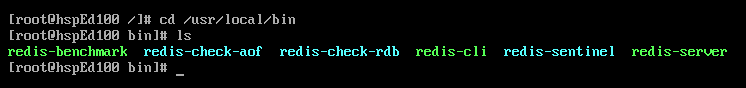 [root@hspEd100 /]# cd /usr/local/bin
[root@hspEd100 bin]# ls
redis-benchmark  redis-check-aof  redis-check-rdb  redis-cli  redis-sentinel  redis-server
[root@hspEd100 bin]# _